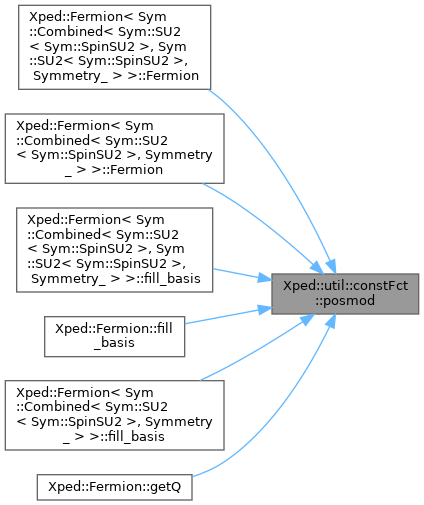 Xped::Fermion< Sym
::Combined< Sym::SU2
< Sym::SpinSU2 >, Sym
::SU2< Sym::SpinSU2 >,
Symmetry_ > >::Fermion
Xped::Fermion< Sym
::Combined< Sym::SU2
< Sym::SpinSU2 >, Symmetry
_ > >::Fermion
Xped::Fermion< Sym
::Combined< Sym::SU2
< Sym::SpinSU2 >, Sym
::SU2< Sym::SpinSU2 >,
Symmetry_ > >::fill_basis
Xped::util::constFct
::posmod
Xped::Fermion::fill
_basis
Xped::Fermion< Sym
::Combined< Sym::SU2
< Sym::SpinSU2 >, Symmetry
_ > >::fill_basis
Xped::Fermion::getQ